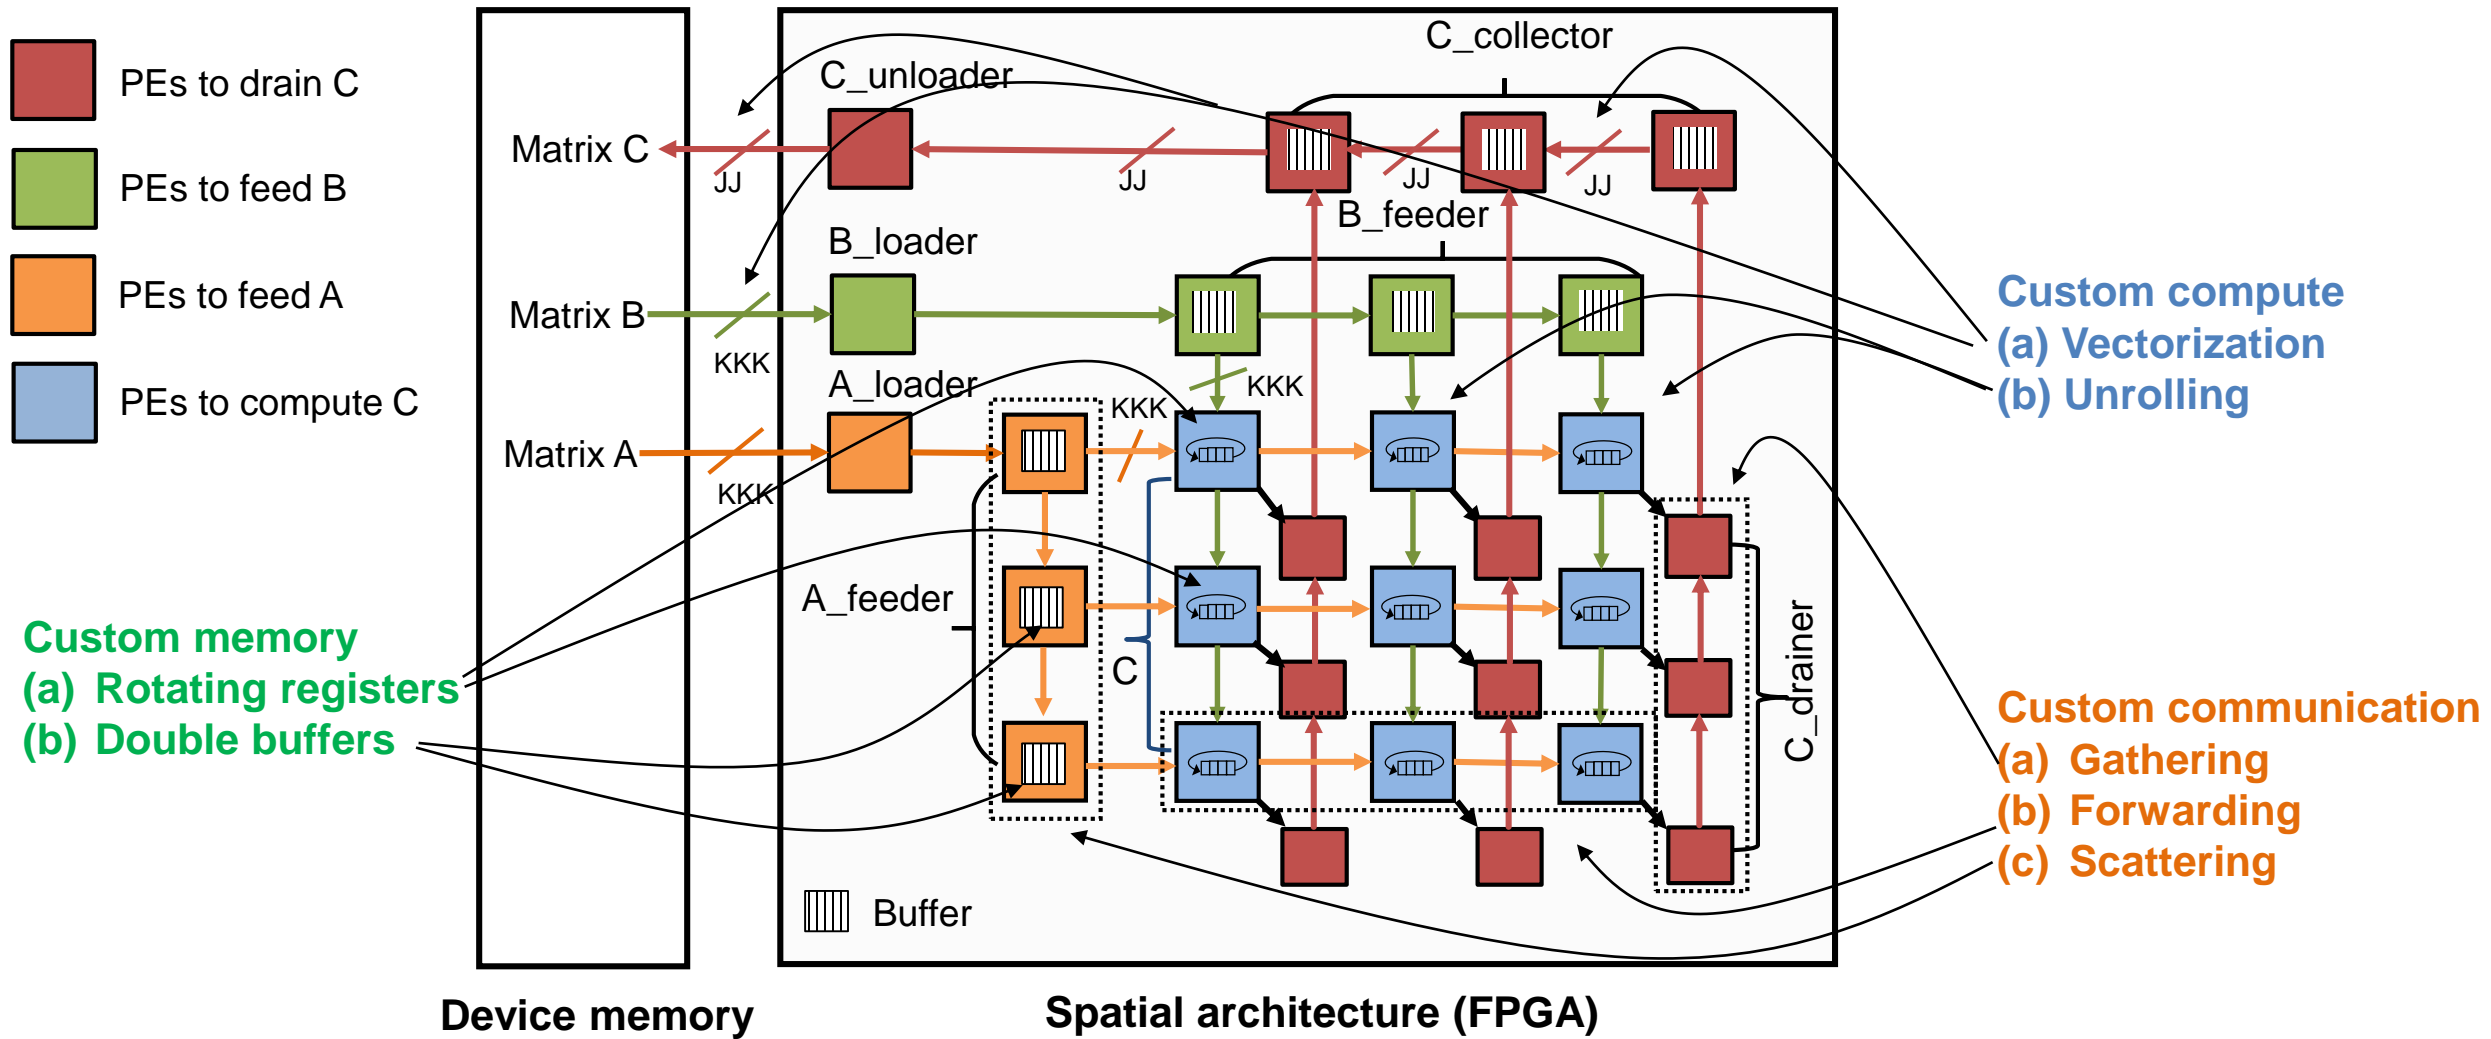 PEs to drain C
PEs to feed B
PEs to feed A
PEs to compute C
Custom memory
(a) Rotating registers
(b) Double buffers
Matrix C
Matrix B
Matrix A
Device memory
C_collector
C_unloader
JJ
JJ
JJ
JJ
B_feeder
B_loader
KKK
KKK
A_loader
KKK
KKK
A_feeder
C
C_drainer
Buffer
Spatial architecture (FPGA)
Custom compute
(a) Vectorization
(b) Unrolling
Custom communication
(a) Gathering
(b) Forwarding
(c) Scattering